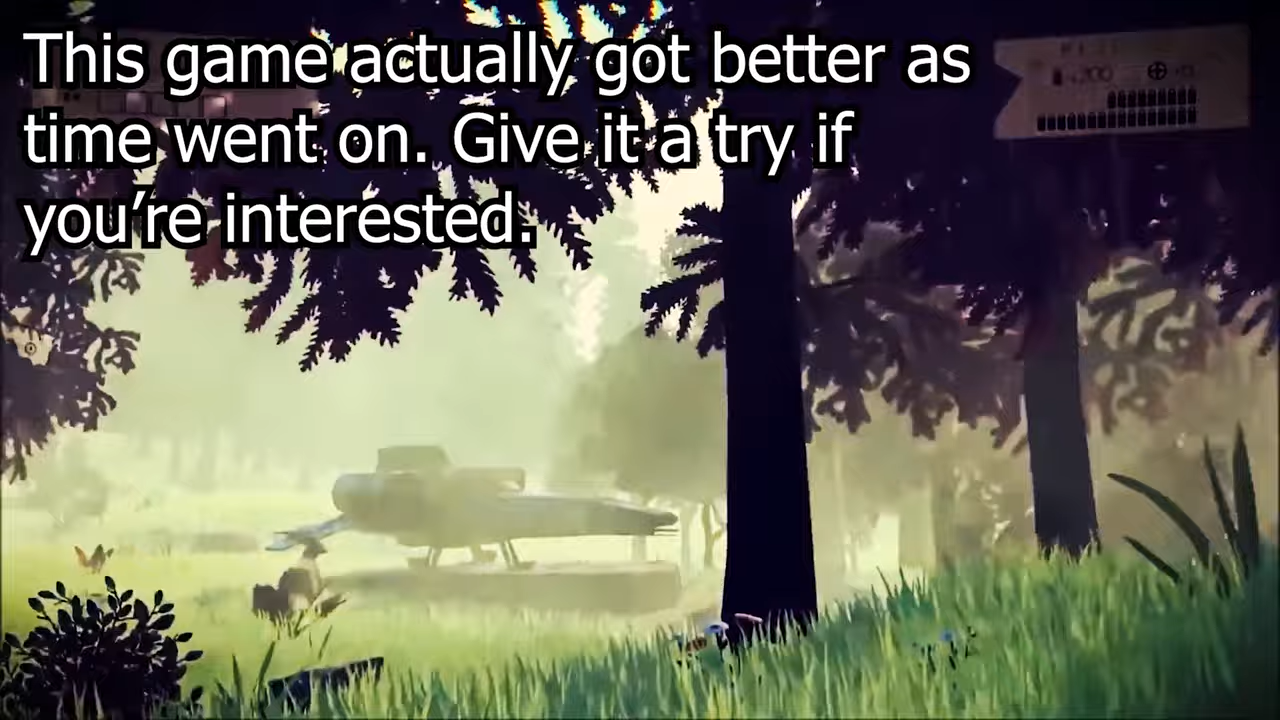 This game actually got better as
time went on. Give it a try if
you’re interested.